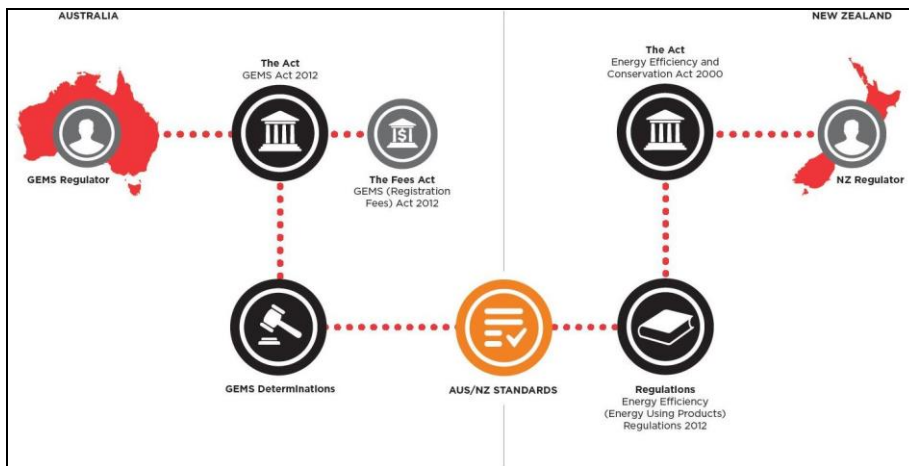 AUSTRALIA
NEW ZEALAND
The Act
GEMS Act 2012
The Act
Energy Efficiency and
Conservation Act 2000
GEMS Regulator
$
The Fees Act
GEMS (Registration
Fees) Act 2012
NZ Regulator
GEMS Determinations
AUS/NZ STANDARDS
Regulations
Energy Efficiency
(Energy Using Products)
Regulations 2012